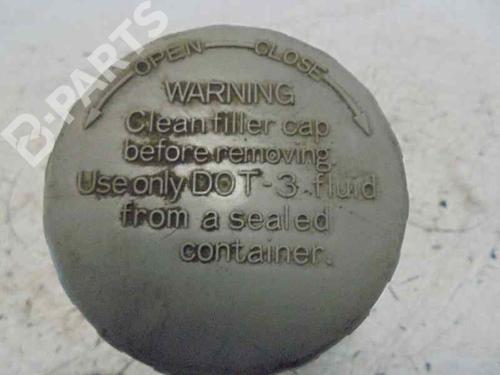 B-PARTS
OPEN CLOSE
WARNING
Clean filler cap
before removing.
Use only DOT-3 fluid
from a sealed
container.